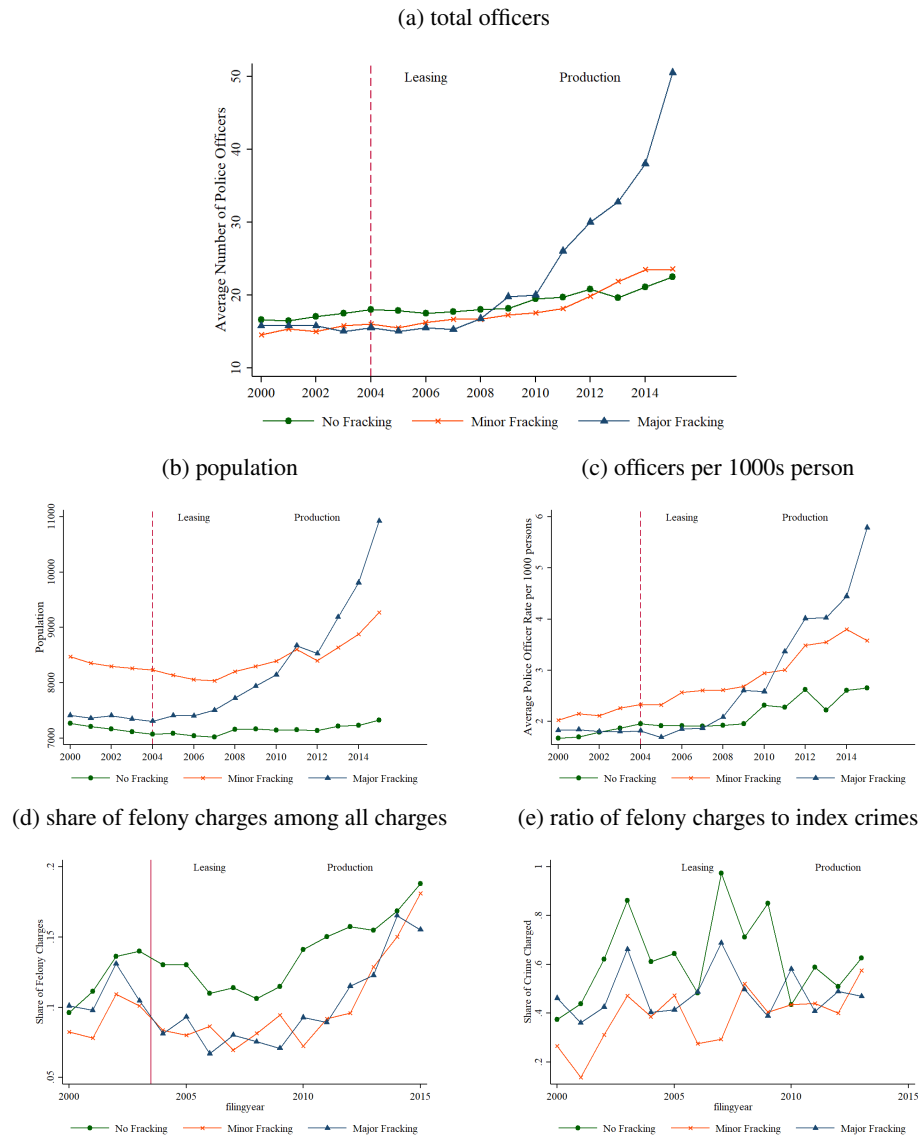 (a) total officers
Average Number of Police Officers
50
40
30
20
10
Leasing Production
2000 2002 2004 2006 2008 2010 2012 2014
No Fracking Minor Fracking Major Fracking
(b) population
Population
11000
10000
90000
8000
7000
Leasing Production
2000 2002 2004 2006 2008 2010 2012 2014
No Fracking Minor Fracking Major Fracking
(c) officers per 1000s person
Average Police Officer Rate per 1000 persons
6
5
4
3
2
Leasing Production
2000 2002 2004 2006 2008 2010 2012 2014
No Fracking Minor Fracking Major Fracking
(d) share of felony charges among all charges
Share of Felony Charges
.2
.15
.1
.05
Leasing Production
2000 2005 2010 2015
filingyear
No Fracking Minor Fracking Major Fracking
(e) ratio of felony charges to index crimes
Share of Crime Charged
1
.8
.6
.4
.2
Leasing Production
2000 2005 2010 2015
filingyear
No Fracking Minor Fracking Major Fracking